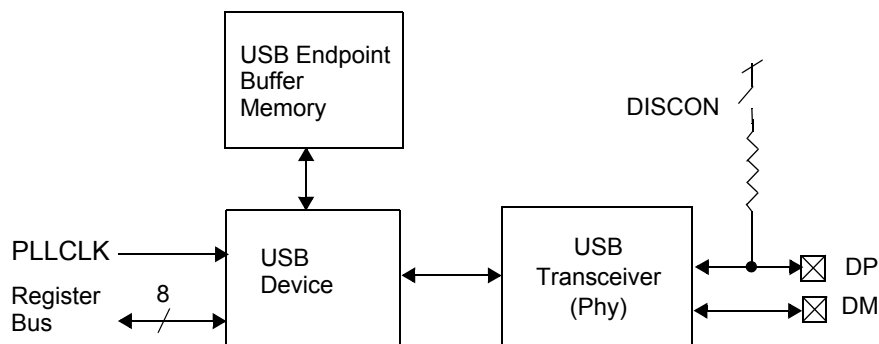 USB Endpoint
Buffer
Memory
DISCON
PLLCLK
Register
Bus
8
USB
Device
USB
Transceiver
(Phy)
DP
DM